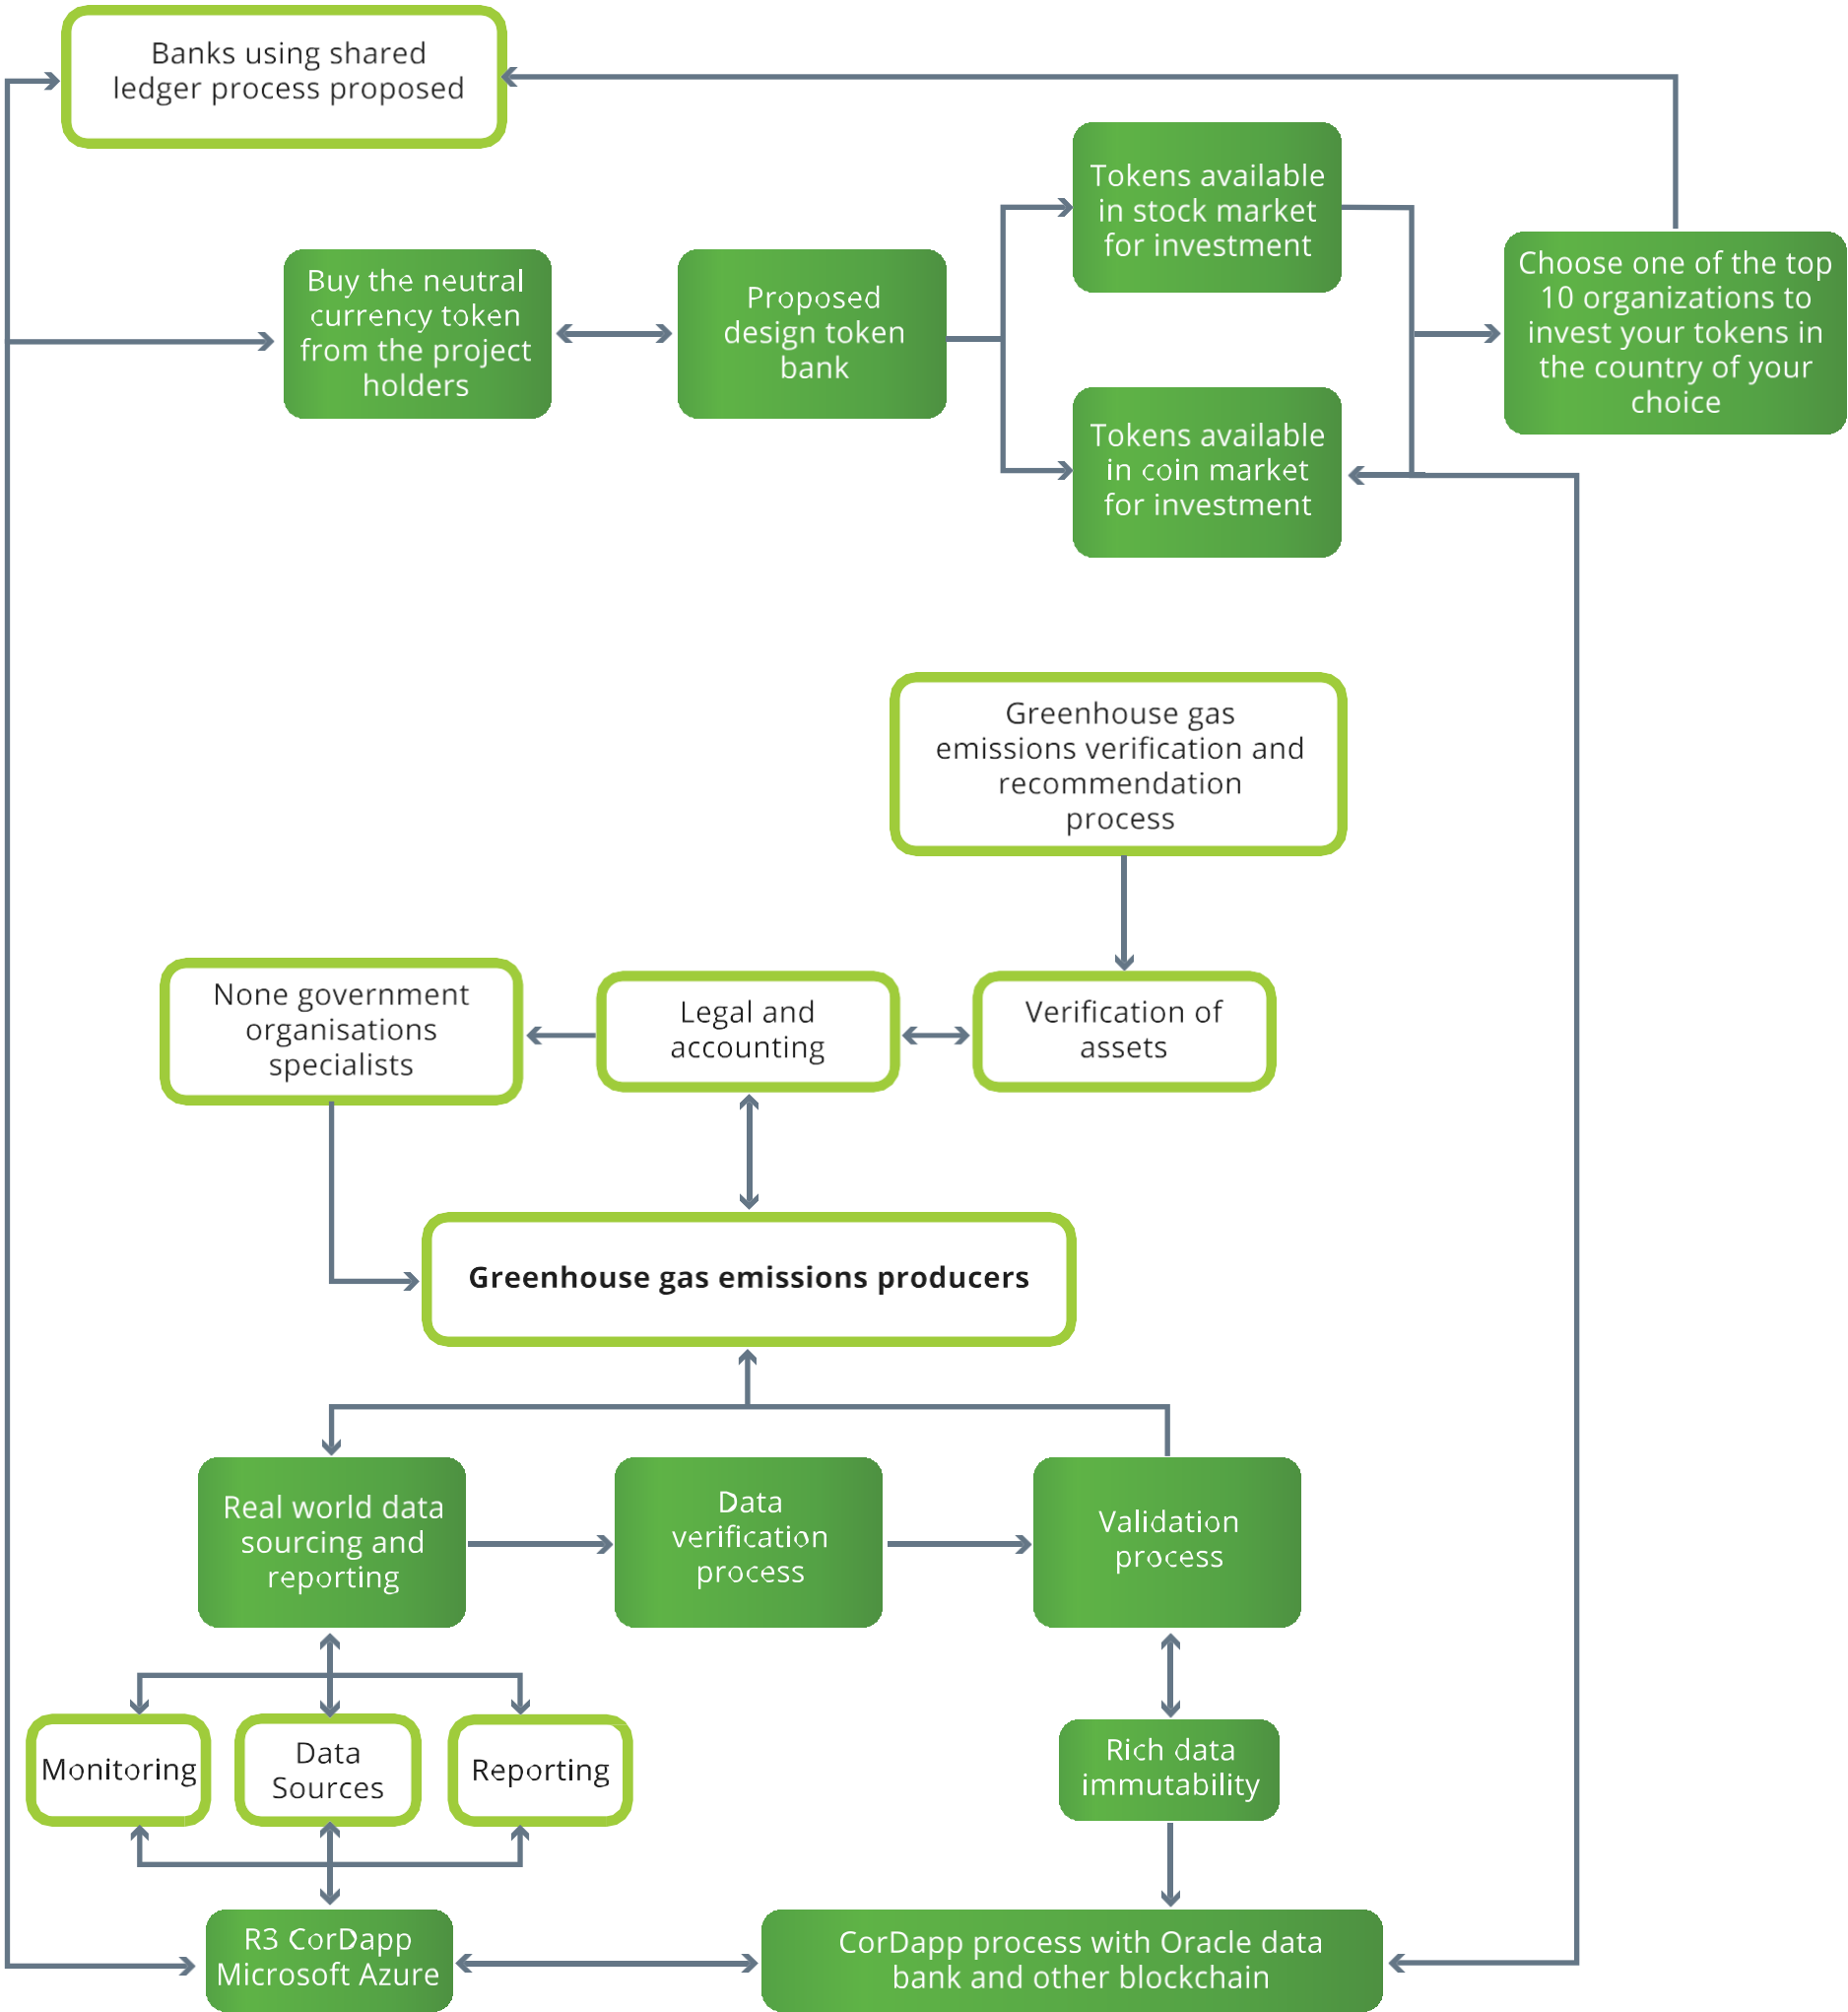 Banks using shared
ledger process proposed
Tokens available
in stock market
for investment
Buy the neutral
currency token
from the project
holders
Proposed
design token
bank
Choose one of the top
10 organizations to
invest your tokens in
the country of your
choice
Tokens available
in coin market
for investment
Greenhouse gas
emissions verification and
recommendation
process
None government
organisations
specialists
Legal and
accounting
Verification of
assets
Greenhouse gas emissions producers
Real world data
sourcing and
reporting
Data
verification
process
Validation
process
Monitoring
Data
Sources
Reporting
Rich data
immutability
R3 CorDapp
Microsoft Azure
CorDapp process with Oracle data
bank and other blockchain